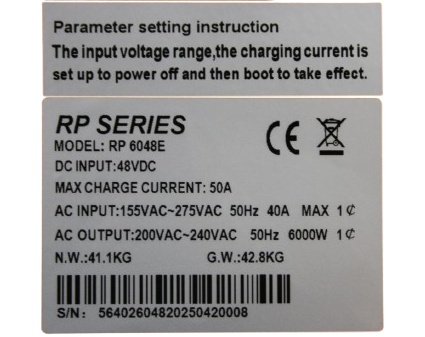 Parameter setting instruction
The input voltage range,the charging current is
set up to power off and then boot to take effect.
RP SERIES
MODEL: RP 6048E
DC INPUT:48VDC
MAX CHARGE CURRENT: 50A
AC INPUT:155VAC~275VAC 50Hz 40A MAX 1¢
AC OUTPUT:200VAC~240VAC 50Hz 6000W 1¢
N.W.:41.1KG G.W.:42.8KG
S/N: 56402604820250420008